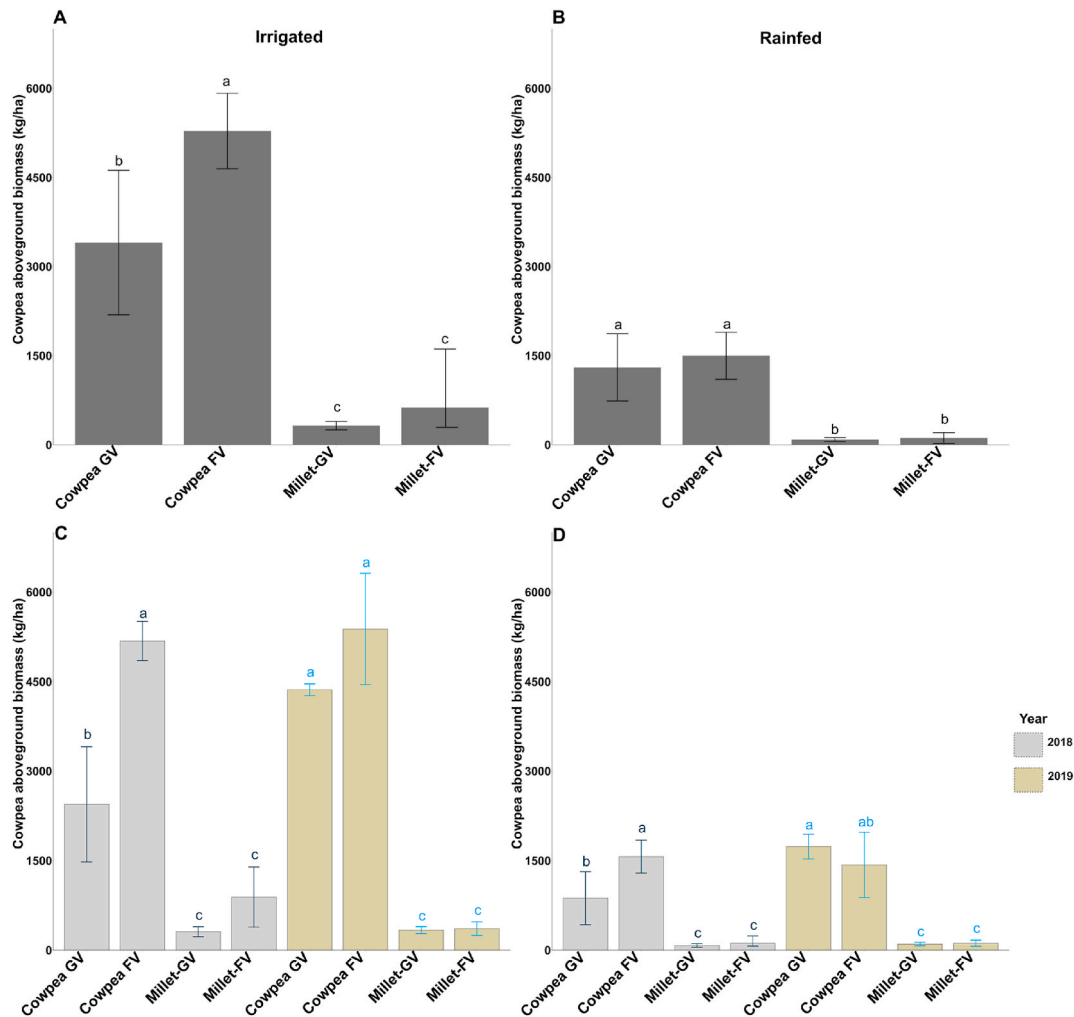 A
Irrigated
Cowpea aboveground biomass (kg/ha)
6000
4500
3000
1500
0
b
a
c
c
Cowpea GV
Cowpea FV
Millet-GV
Millet-FV
B
Rainfed
Cowpea aboveground biomass (kg/ha)
6000
4500
3000
1500
0
a
a
b
b
Cowpea GV
Cowpea FV
Millet-GV
Millet-FV
C
Cowpea aboveground biomass (kg/ha)
6000
4500
3000
1500
0
b
a
c
c
a
a
c
c
Cowpea GV
Cowpea FV
Millet-GV
Millet-FV
Cowpea GV
Cowpea FV
Millet-GV
Millet-FV
D
Cowpea aboveground biomass (kg/ha)
6000
4500
3000
1500
0
b
a
c
c
a
ab
c
c
Cowpea GV
Cowpea FV
Millet-GV
Millet-FV
Cowpea GV
Cowpea FV
Millet-GV
Millet-FV
Year
2018
2019